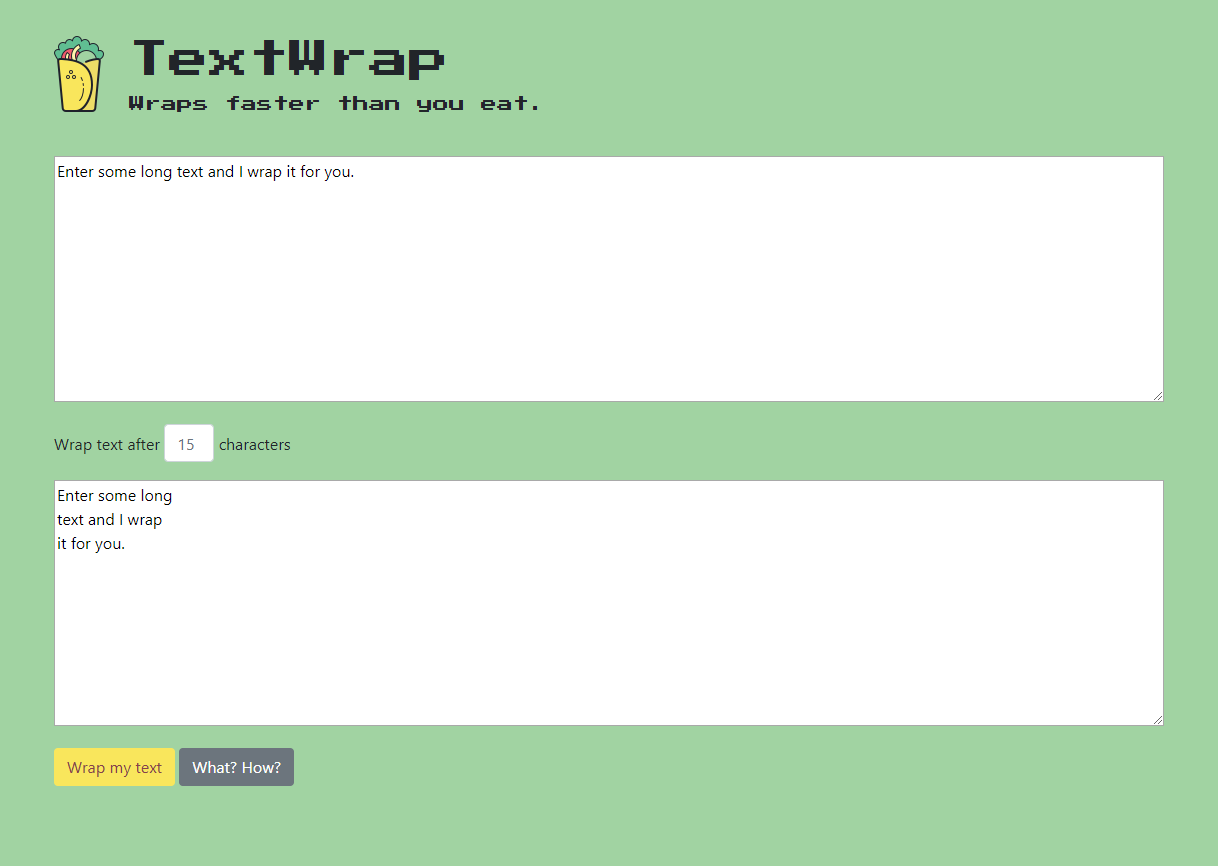 TextWrap
Wraps faster than you eat.
Enter some long text and I wrap it for you.
Wrap text after 15 characters
Enter some long
text and I wrap
it for you.
Wrap my text What? How?